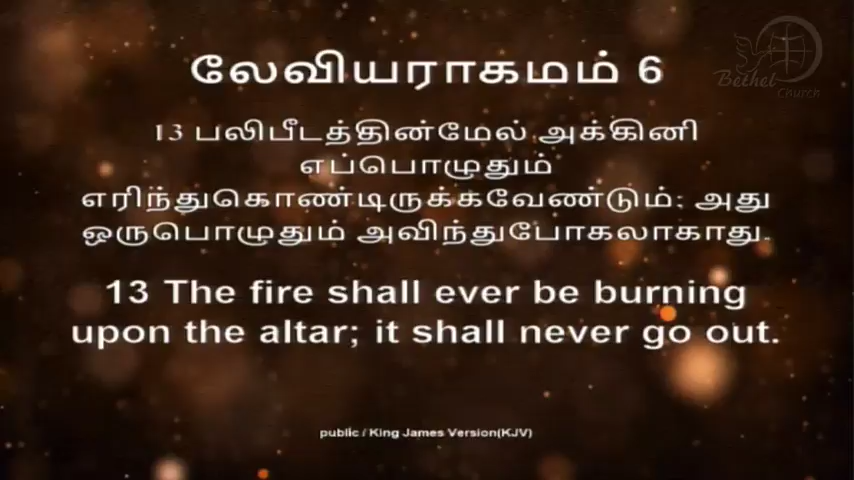 Bethel
Church
லேவியராகமம் 6
13 பலிபீடத்தின்மேல் அக்கினி
எப்பொழுதும்
எரிந்துகொண்டிருக்கவேண்டும்; அது
ஒருபொழுதும் அவிந்துபோகலாகாது.
13 The fire shall ever be burning
upon the altar; it shall never go out.
public / King James Version(KJV)